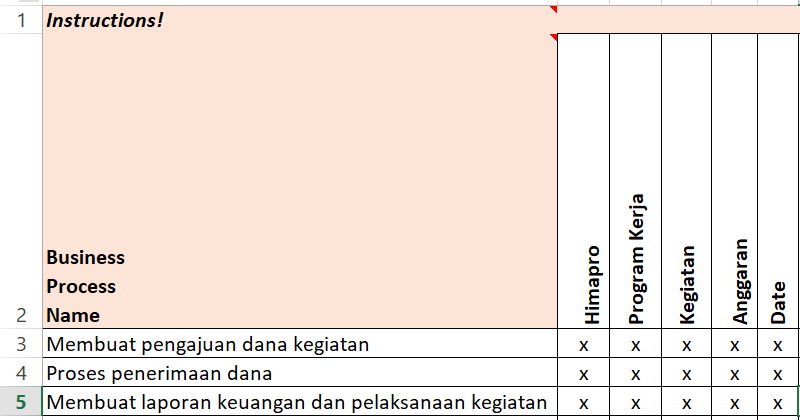 1 Instructions!
Business
Process
2 Name Himapro Program Kerja Kegiatan Anggaran Date
3 Membuat pengajuan dana kegiatan x x x x x
4 Proses penerimaan dana x x x x x
5 Membuat laporan keuangan dan pelaksanaan kegiatan x x x x x